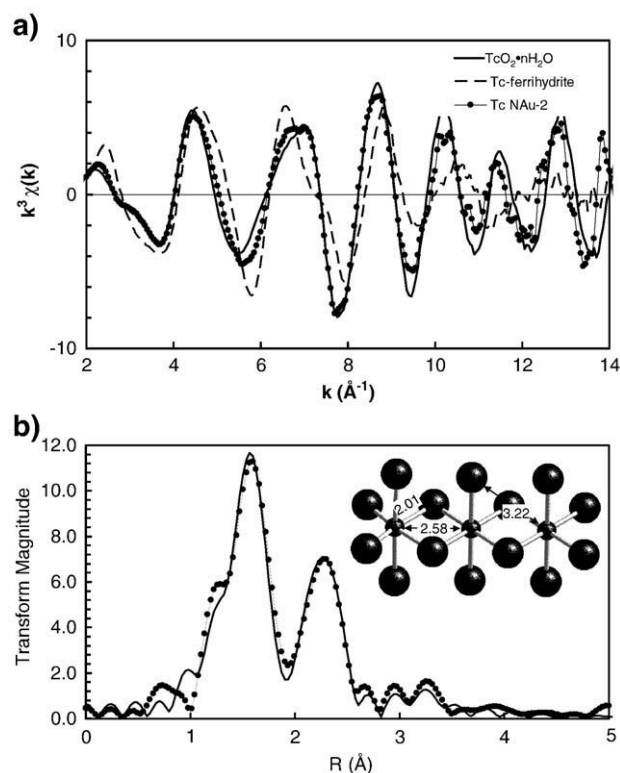 a)
10
0
-10
k³χ(k)
TcO₂•nH₂O
Tc-ferrihydrite
Tc NAu-2
2 4 6 8 10 12 14
k (Å⁻¹)
b)
12.0
10.0
8.0
6.0
4.0
2.0
0.0
Transform Magnitude
2.01
2.58
3.22
0 1 2 3 4 5
R (Å)